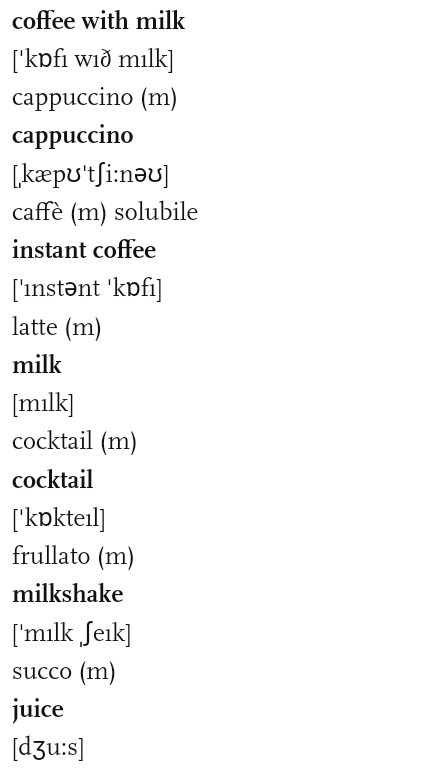 coffee with milk
['kɒfı wıð mılk]
cappuccino (m)
cappuccino
[ˌkæpʊ'tʃi:nəʊ]
caffè (m) solubile
instant coffee
['ınstənt 'kɒfı]
latte (m)
milk
[mılk]
cocktail (m)
cocktail
['kɒkteıl]
frullato (m)
milkshake
['mılk ˌʃeık]
succo (m)
juice
[dʒu:s]